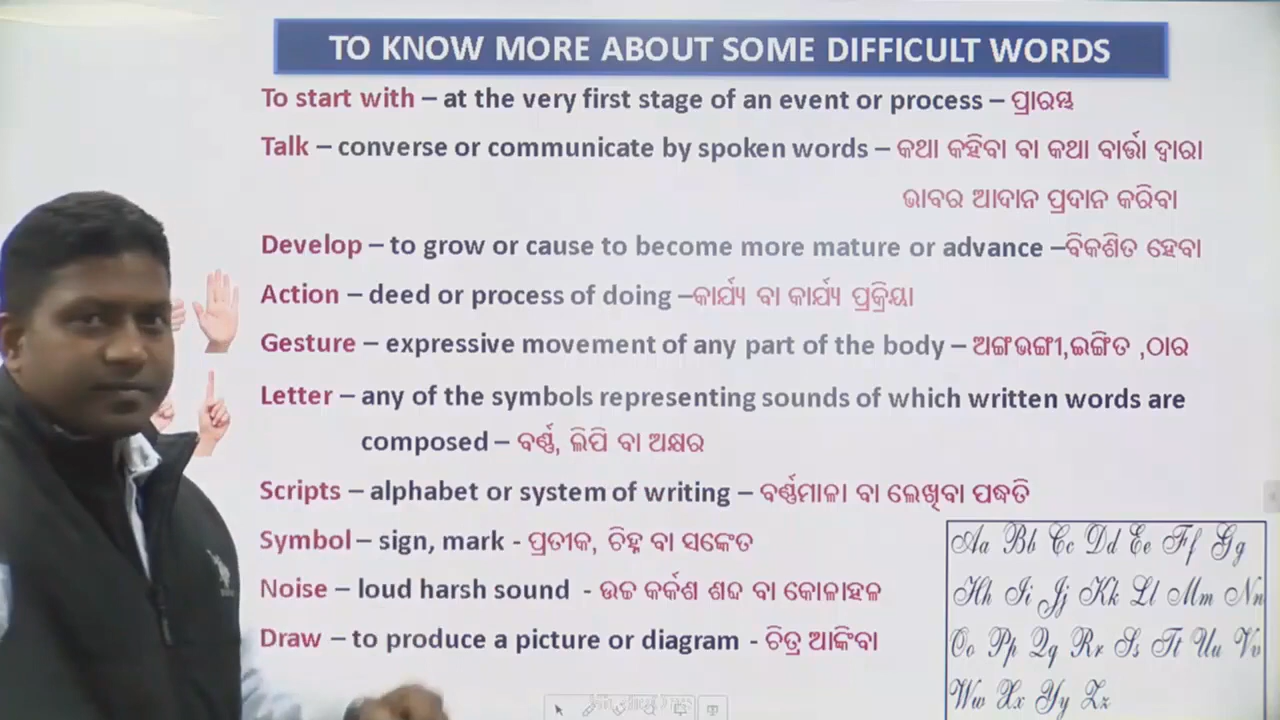 TO KNOW MORE ABOUT SOME DIFFICULT WORDS
To start with – at the very first stage of an event or process – ପ୍ରାରମ୍ଭ
Talk – converse or communicate by spoken words – କଥା କହିବା ବା କଥା ବାର୍ତ୍ତା ଦ୍ଵାରା
ଭାବର ଆଦାନ ପ୍ରଦାନ କରିବା
Develop – to grow or cause to become more mature or advance –ବିକଶିତ ହେବା
Action – deed or process of doing –କାର୍ଯ୍ୟ ବା କାର୍ଯ୍ୟ ପ୍ରକ୍ରିୟା
Gesture – expressive movement of any part of the body – ଅଙ୍ଗଭଙ୍ଗୀ,ଇଙ୍ଗିତ ,ଠାର
Letter – any of the symbols representing sounds of which written words are
composed – ବର୍ଣ୍ଣ, ଲିପି ବା ଅକ୍ଷର
Scripts – alphabet or system of writing – ବର୍ଣ୍ଣମାଳା ବା ଲେଖିବା ପଦ୍ଧତି
Symbol – sign, mark - ପ୍ରତୀକ, ଚିହ୍ନ ବା ସଙ୍କେତ
Noise – loud harsh sound - ଉଚ୍ଚ କର୍କଶ ଶବ୍ଦ ବା କୋଳାହଳ
Draw – to produce a picture or diagram - ଚିତ୍ର ଆଙ୍କିବା
Aa Bb Cc Dd Ee Ff Gg
Hh Ii Jj Kk Ll Mm Nn
Oo Pp Qq Rr Ss Tt Uu Vv
Ww Xx Yy Zz